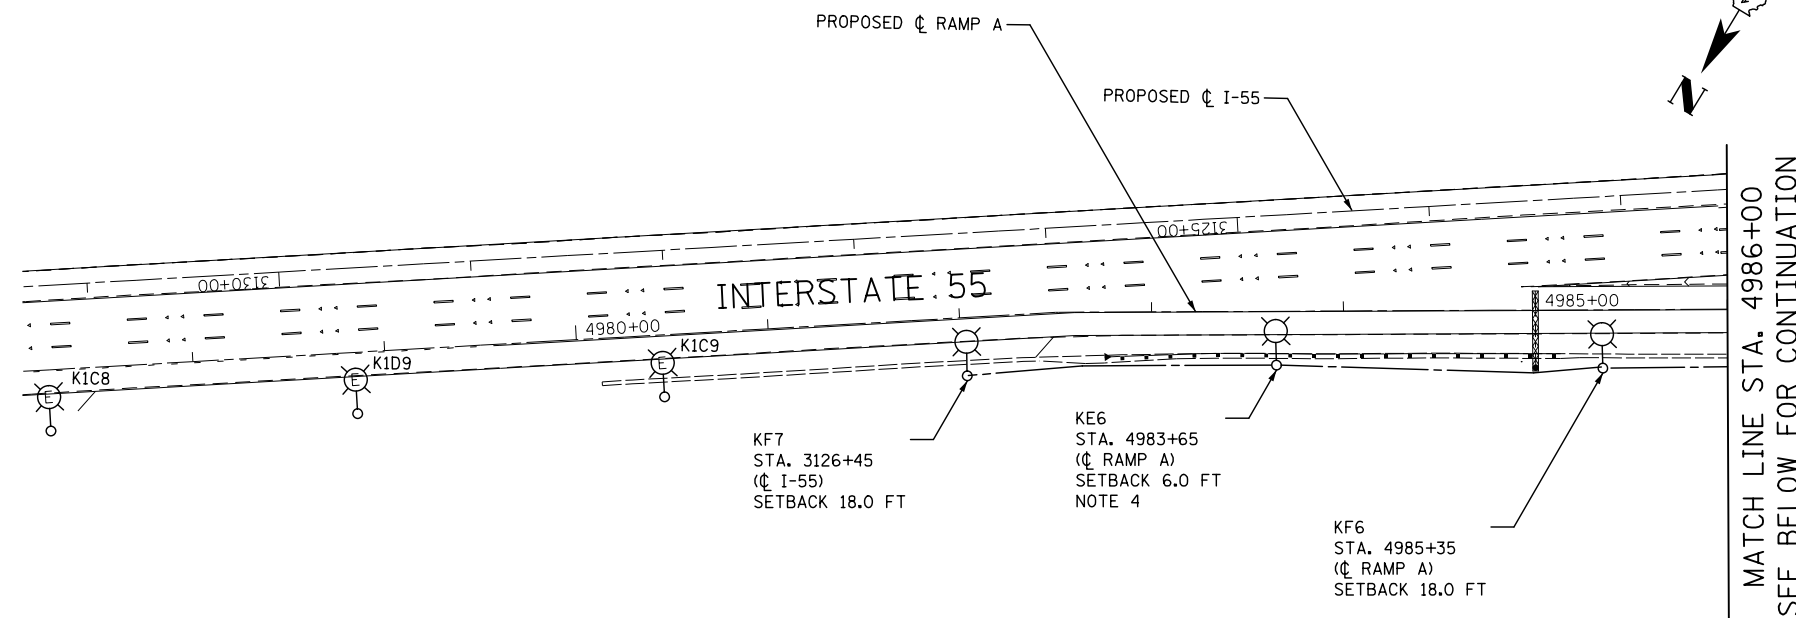 PROPOSED ℄ RAMP A
PROPOSED ℄ I-55
N
3130+00
3125+00
INTERSTATE 55
4980+00
4985+00
E K1C8
E K1D9
E K1C9
KF7
STA. 3126+45
(℄ I-55)
SETBACK 18.0 FT
KE6
STA. 4983+65
(℄ RAMP A)
SETBACK 6.0 FT
NOTE 4
KF6
STA. 4985+35
(℄ RAMP A)
SETBACK 18.0 FT
MATCH LINE STA. 4986+00
SEE BELOW FOR CONTINUATION